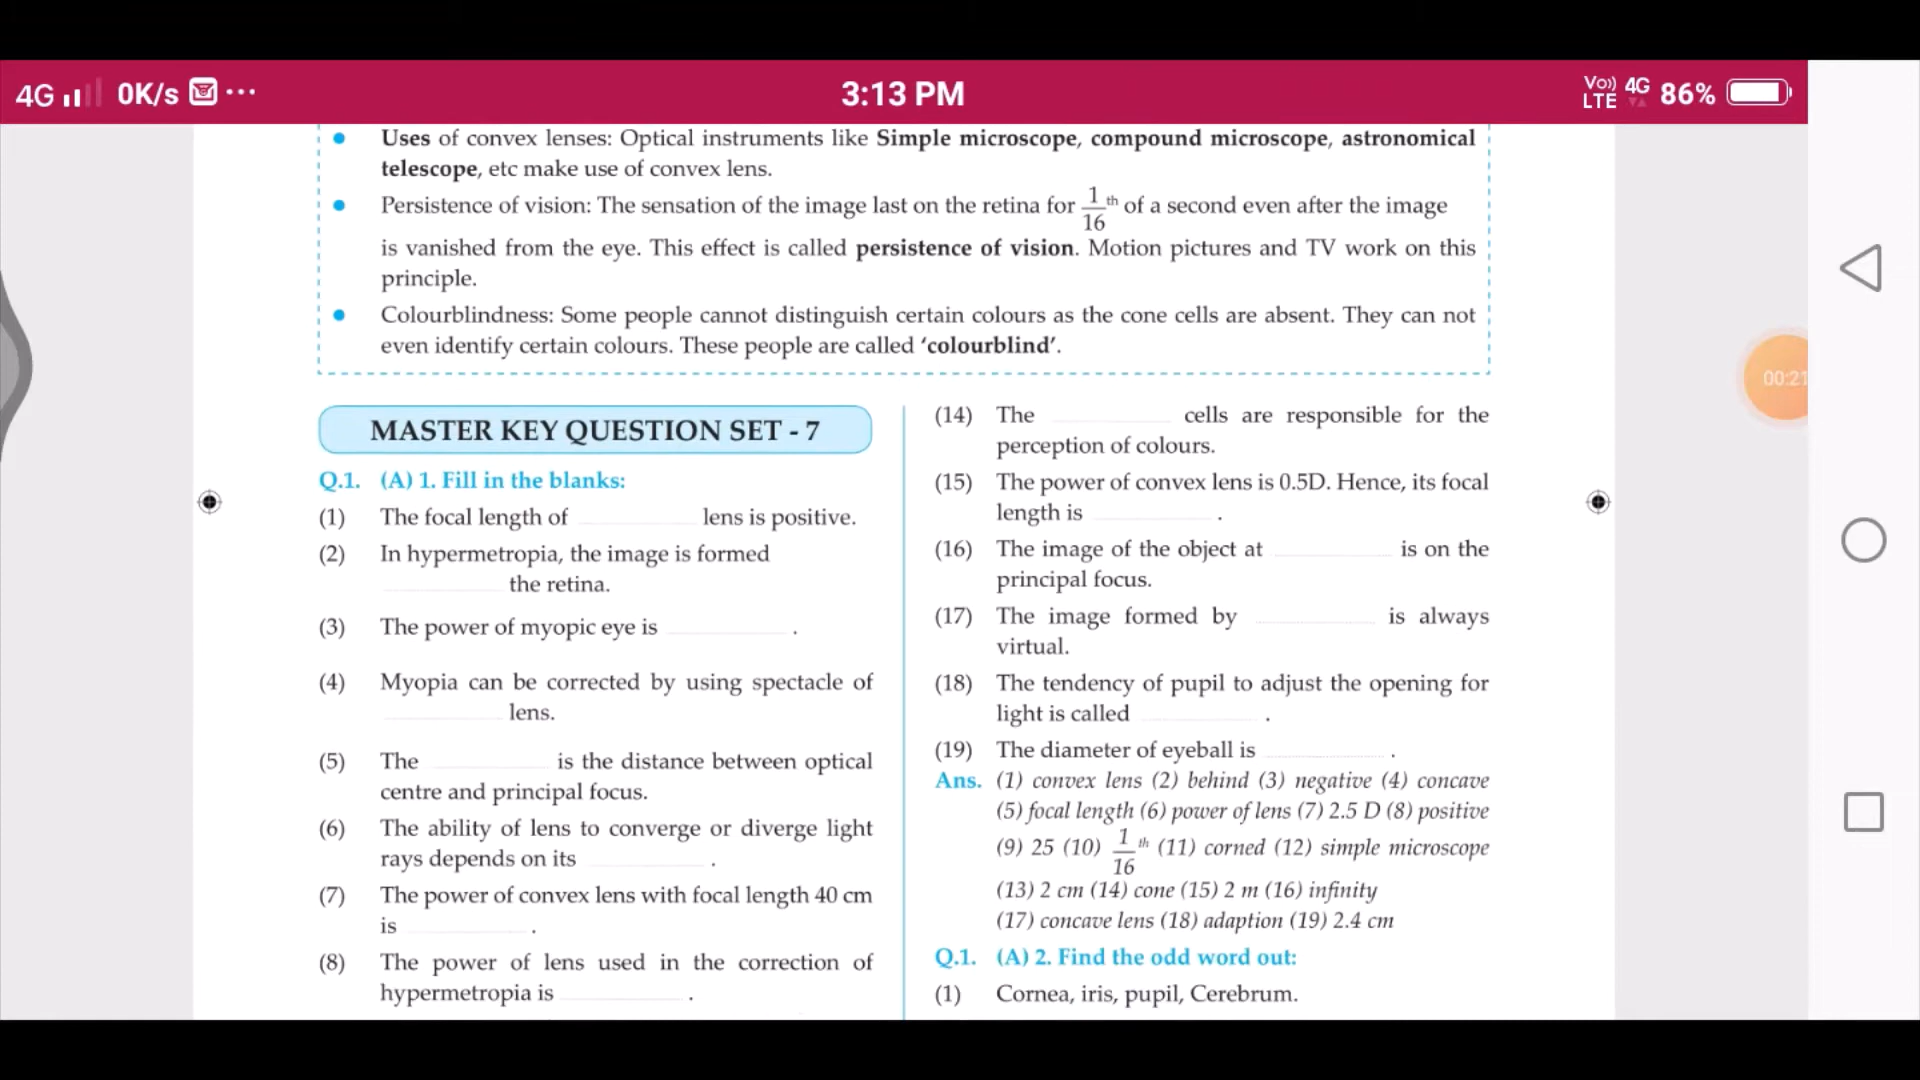 4G 0K/s ... 3:13 PM Vo)) LTE 4G 86%
• Uses of convex lenses: Optical instruments like Simple microscope, compound microscope, astronomical
telescope, etc make use of convex lens.
• Persistence of vision: The sensation of the image last on the retina for 1/16 th of a second even after the image
is vanished from the eye. This effect is called persistence of vision. Motion pictures and TV work on this
principle.
• Colourblindness: Some people cannot distinguish certain colours as the cone cells are absent. They can not
even identify certain colours. These people are called ‘colourblind’.
00:21
MASTER KEY QUESTION SET - 7
Q.1. (A) 1. Fill in the blanks:
(1) The focal length of ............ lens is positive.
(2) In hypermetropia, the image is formed
............ the retina.
(3) The power of myopic eye is ............ .
(4) Myopia can be corrected by using spectacle of
............ lens.
(5) The ............ is the distance between optical
centre and principal focus.
(6) The ability of lens to converge or diverge light
rays depends on its ............ .
(7) The power of convex lens with focal length 40 cm
is ............ .
(8) The power of lens used in the correction of
hypermetropia is ............ .
(14) The ............ cells are responsible for the
perception of colours.
(15) The power of convex lens is 0.5D. Hence, its focal
length is ............ .
(16) The image of the object at ............ is on the
principal focus.
(17) The image formed by ............ is always
virtual.
(18) The tendency of pupil to adjust the opening for
light is called ............ .
(19) The diameter of eyeball is ............ .
Ans. (1) convex lens (2) behind (3) negative (4) concave
(5) focal length (6) power of lens (7) 2.5 D (8) positive
(9) 25 (10) 1/16 th (11) corned (12) simple microscope
(13) 2 cm (14) cone (15) 2 m (16) infinity
(17) concave lens (18) adaption (19) 2.4 cm
Q.1. (A) 2. Find the odd word out:
(1) Cornea, iris, pupil, Cerebrum.